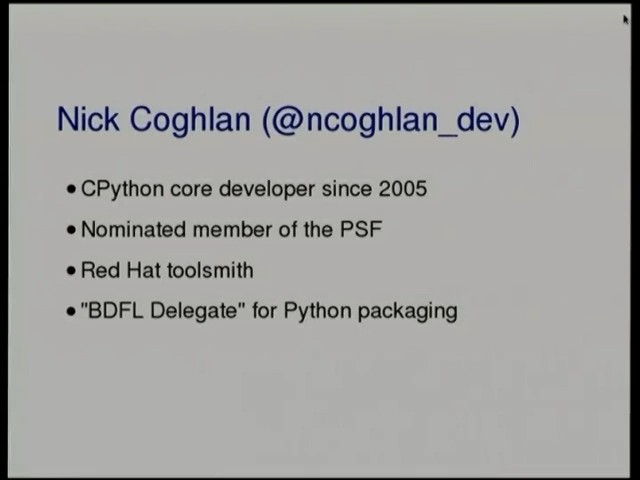 Nick Coghlan (@ncoghlan_dev)
• CPython core developer since 2005
• Nominated member of the PSF
• Red Hat toolsmith
• "BDFL Delegate" for Python packaging